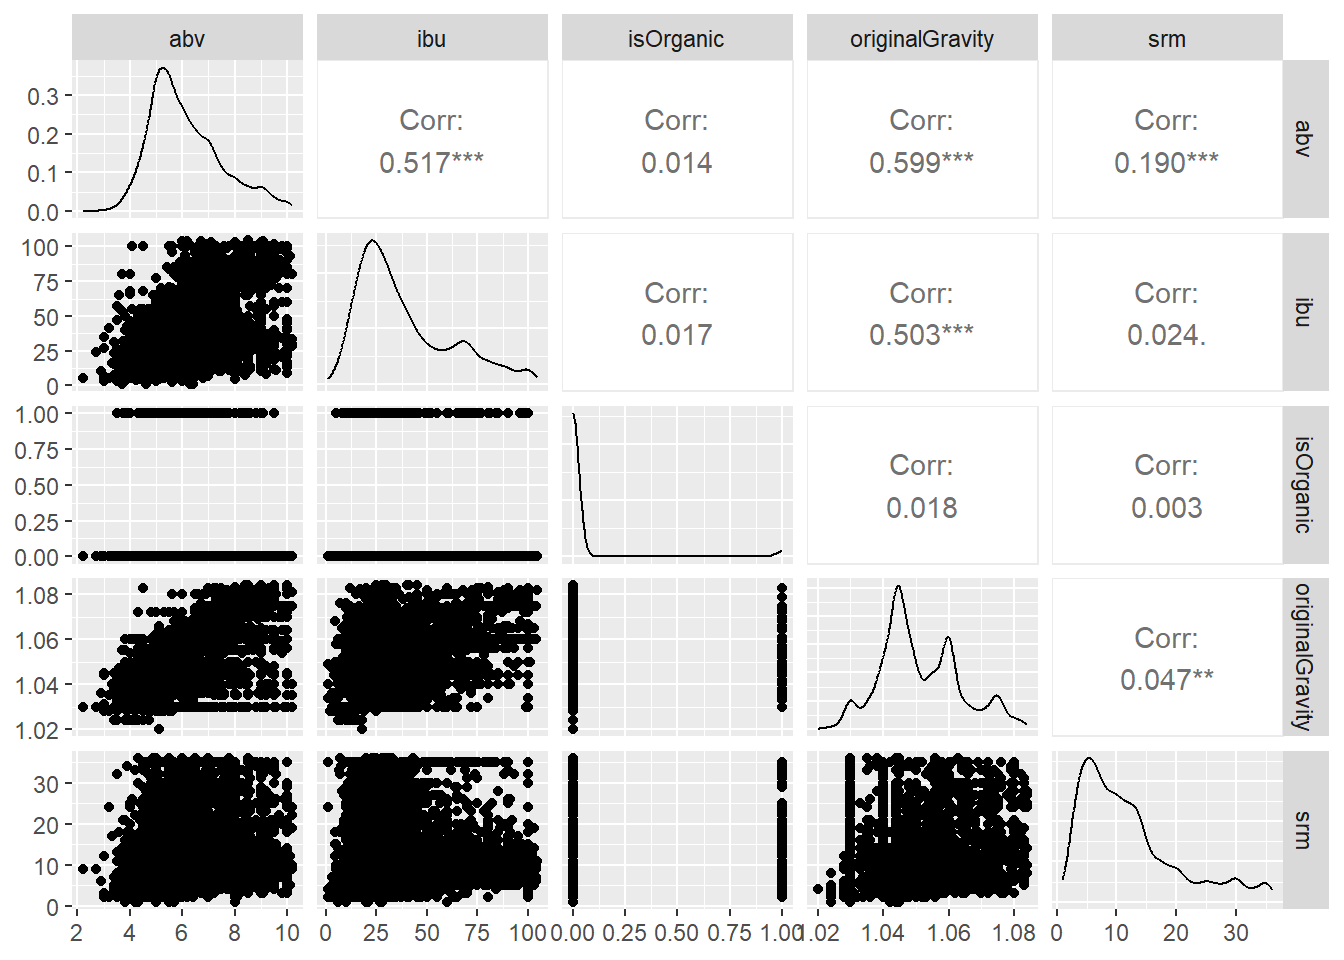 abv ibu isOrganic originalGravity srm
0.3
0.2
0.1
0.0
Corr:
0.517***
Corr:
0.014
Corr:
0.599***
Corr:
0.190***
abv
100
75
50
25
0
Corr:
0.017
Corr:
0.503***
Corr:
0.024.
ibu
1.00
0.75
0.50
0.25
0.00
Corr:
0.018
Corr:
0.003
isOrganic
1.08
1.06
1.04
1.02
Corr:
0.047**
originalGravity
30
20
10
0
srm
2 4 6 8 10 0 25 50 75 100 0.00 0.25 0.50 0.75 1.00 1.02 1.04 1.06 1.08 0 10 20 30